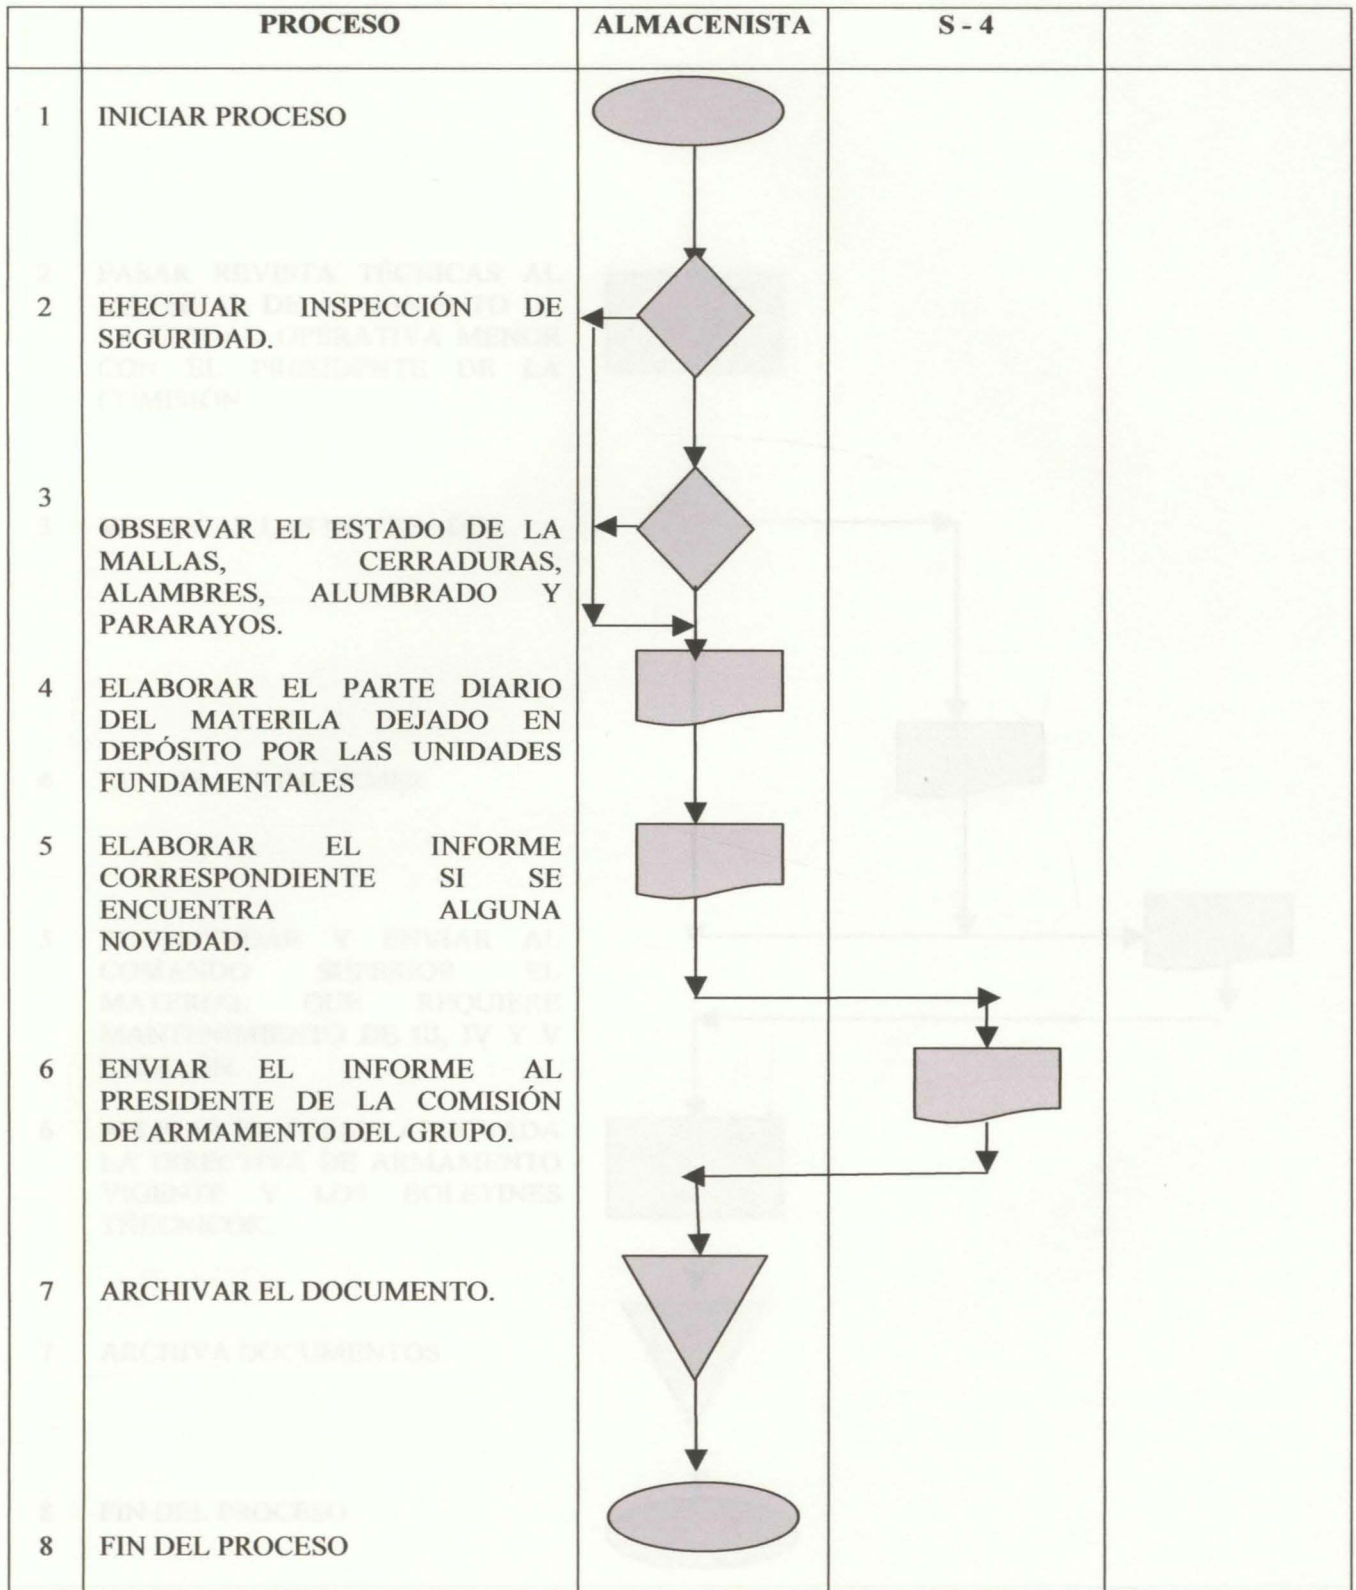 PROCESO ALMACENISTA S - 4
1 INICIAR PROCESO
2 EFECTUAR INSPECCIÓN DE
SEGURIDAD.
3
OBSERVAR EL ESTADO DE LA
MALLAS, CERRADURAS,
ALAMBRES, ALUMBRADO Y
PARARAYOS.
4 ELABORAR EL PARTE DIARIO
DEL MATERILA DEJADO EN
DEPÓSITO POR LAS UNIDADES
FUNDAMENTALES
5 ELABORAR EL INFORME
CORRESPONDIENTE SI SE
ENCUENTRA ALGUNA
NOVEDAD.
6 ENVIAR EL INFORME AL
PRESIDENTE DE LA COMISIÓN
DE ARMAMENTO DEL GRUPO.
7 ARCHIVAR EL DOCUMENTO.
8 FIN DEL PROCESO